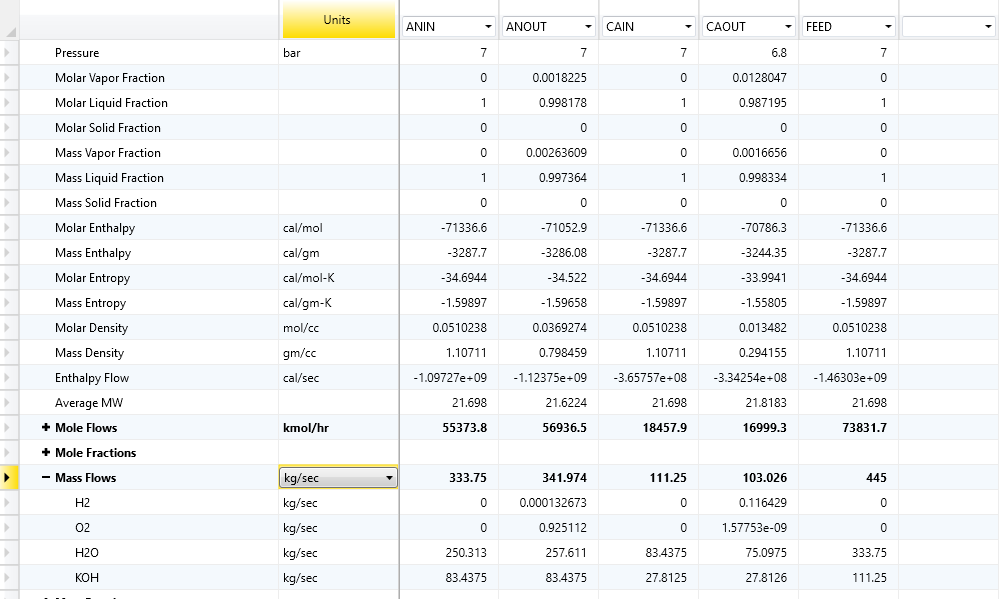 Units ANIN ANOUT CAIN CAOUT FEED
Pressure bar 7 7 7 6.8 7
Molar Vapor Fraction 0 0.0018225 0 0.0128047 0
Molar Liquid Fraction 1 0.998178 1 0.987195 1
Molar Solid Fraction 0 0 0 0 0
Mass Vapor Fraction 0 0.00263609 0 0.0016656 0
Mass Liquid Fraction 1 0.997364 1 0.998334 1
Mass Solid Fraction 0 0 0 0 0
Molar Enthalpy cal/mol -71336.6 -71052.9 -71336.6 -70786.3 -71336.6
Mass Enthalpy cal/gm -3287.7 -3286.08 -3287.7 -3244.35 -3287.7
Molar Entropy cal/mol-K -34.6944 -34.522 -34.6944 -33.9941 -34.6944
Mass Entropy cal/gm-K -1.59897 -1.59658 -1.59897 -1.55805 -1.59897
Molar Density mol/cc 0.0510238 0.0369274 0.0510238 0.013482 0.0510238
Mass Density gm/cc 1.10711 0.798459 1.10711 0.294155 1.10711
Enthalpy Flow cal/sec -1.09727e+09 -1.12375e+09 -3.65757e+08 -3.34254e+08 -1.46303e+09
Average MW 21.698 21.6224 21.698 21.8183 21.698
+ Mole Flows kmol/hr 55373.8 56936.5 18457.9 16999.3 73831.7
+ Mole Fractions
− Mass Flows kg/sec 333.75 341.974 111.25 103.026 445
H2 kg/sec 0 0.000132673 0 0.116429 0
O2 kg/sec 0 0.925112 0 1.57753e-09 0
H2O kg/sec 250.313 257.611 83.4375 75.0975 333.75
KOH kg/sec 83.4375 83.4375 27.8125 27.8126 111.25